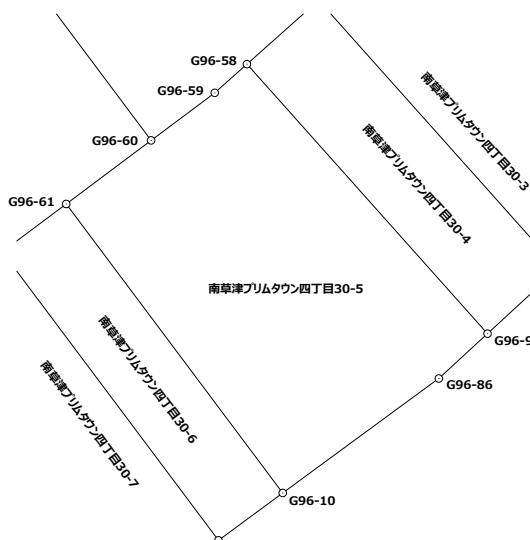 G96-58
G96-59
南草津プリムタウン四丁目30-3
G96-60
南草津プリムタウン四丁目30-4
G96-61
南草津プリムタウン四丁目30-5
G96-9
南草津プリムタウン四丁目30-6
G96-86
南草津プリムタウン四丁目30-7
G96-10